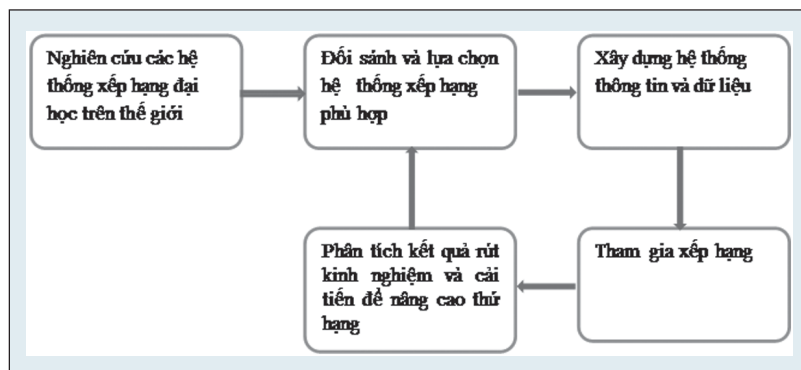 Nghiên cứu các hệ
thống xếp hạng đại
học trên thế giới
Đối sánh và lựa chọn
hệ thống xếp hạng
phù hợp
Xây dựng hệ thống
thông tin và dữ liệu
Tham gia xếp hạng
Phân tích kết quả rút
kinh nghiệm và cải
tiến để nâng cao thứ
hạng